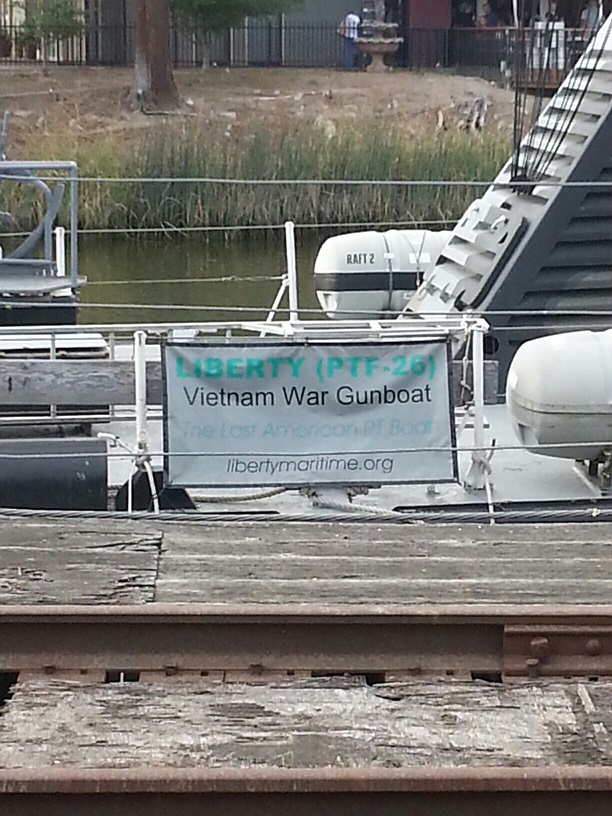 RAFT 2
LIBERTY (PTF-26)
Vietnam War Gunboat
The Last American PT Boat
libertymaritime.org